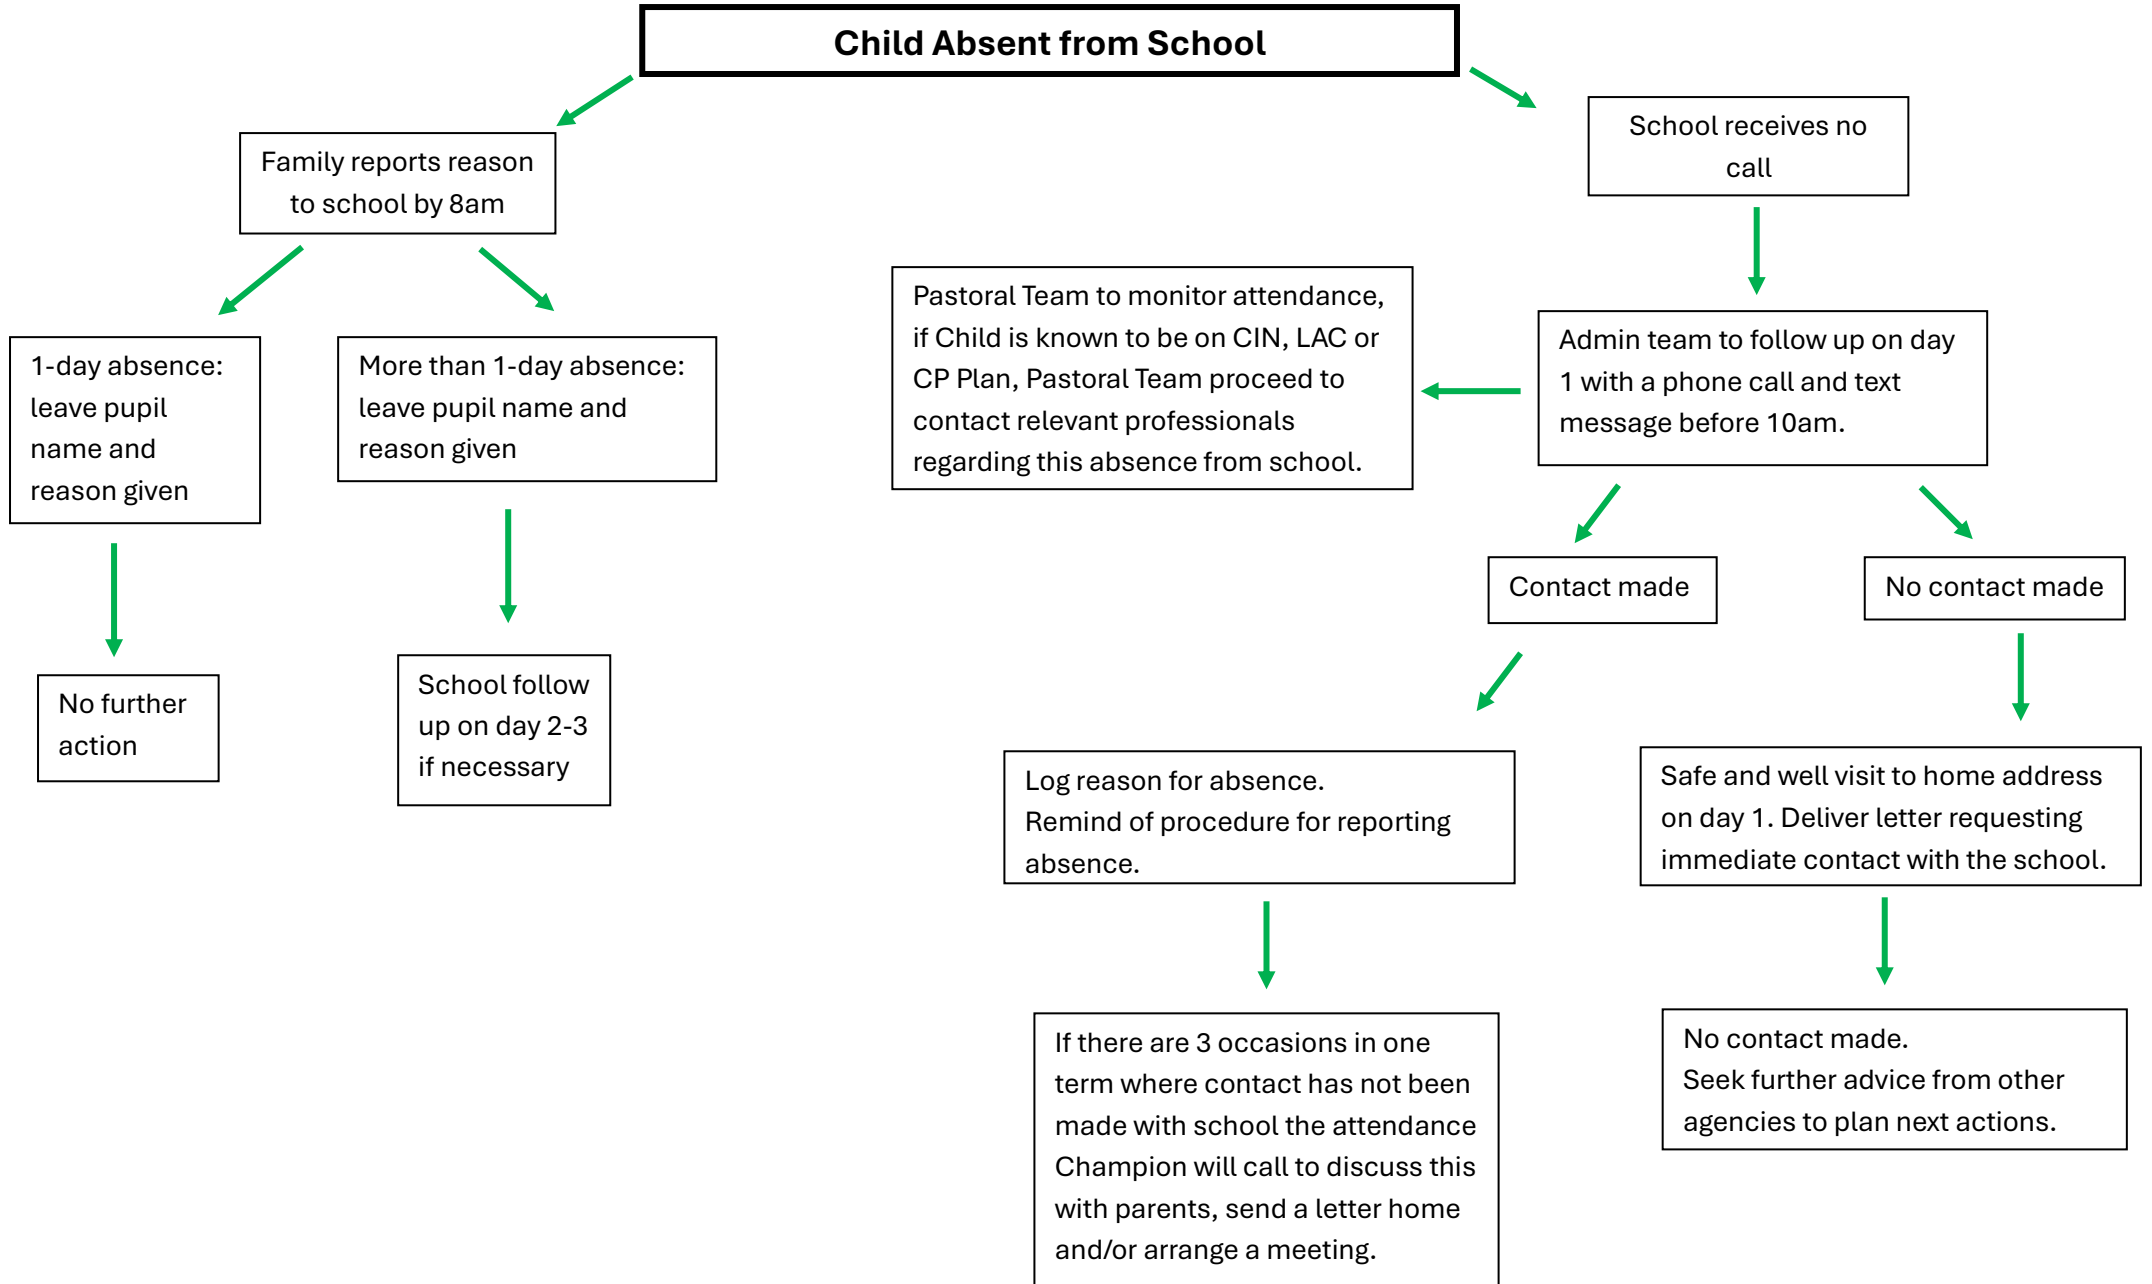 Child Absent from School
Family reports reason
to school by 8am
School receives no
call
1-day absence:
leave pupil
name and
reason given
More than 1-day absence:
leave pupil name and
reason given
Pastoral Team to monitor attendance,
if Child is known to be on CIN, LAC or
CP Plan, Pastoral Team proceed to
contact relevant professionals
regarding this absence from school.
Admin team to follow up on day
1 with a phone call and text
message before 10am.
Contact made
No contact made
No further
action
School follow
up on day 2-3
if necessary
Log reason for absence.
Remind of procedure for reporting
absence.
Safe and well visit to home address
on day 1. Deliver letter requesting
immediate contact with the school.
If there are 3 occasions in one
term where contact has not been
made with school the attendance
Champion will call to discuss this
with parents, send a letter home
and/or arrange a meeting.
No contact made.
Seek further advice from other
agencies to plan next actions.